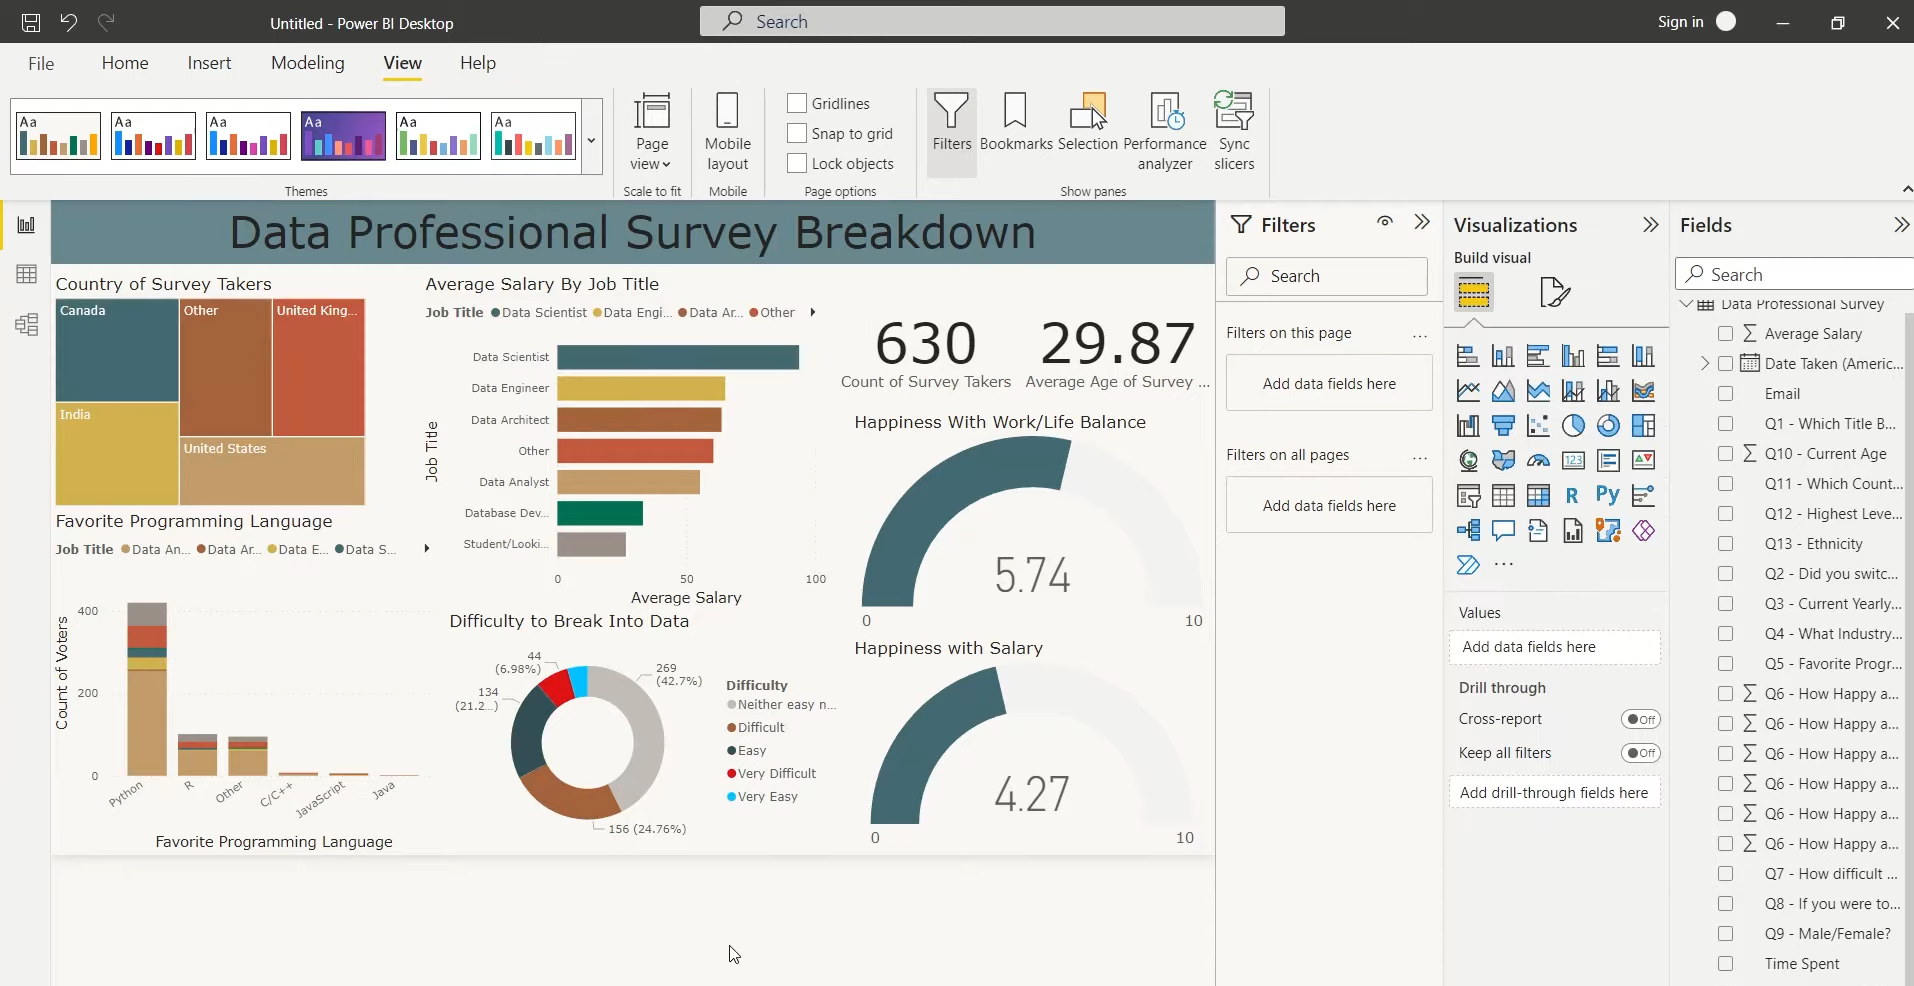 Untitled - Power BI Desktop
Search
Sign in
File
Home
Insert
Modeling
View
Help
Aa
Aa
Aa
Aa
Aa
Aa
Themes
Page
view
Scale to fit
Mobile
layout
Mobile
Gridlines
Snap to grid
Lock objects
Page options
Filters
Bookmarks
Selection
Performance
analyzer
Sync
slicers
Show panes
Data Professional Survey Breakdown
Country of Survey Takers
Canada
Other
United King...
India
United States
Average Salary By Job Title
Job Title Data Scientist Data Engi... Data Ar... Other
Job Title
Data Scientist
Data Engineer
Data Architect
Other
Data Analyst
Database Dev...
Student/Looki...
0 50 100
Average Salary
630
Count of Survey Takers
29.87
Average Age of Survey ...
Happiness With Work/Life Balance
5.74
0
10
Favorite Programming Language
Job Title Data An... Data Ar... Data E... Data S...
Count of Voters
400
200
0
Python
R
Other
C/C++
JavaScript
Java
Favorite Programming Language
Difficulty to Break Into Data
44
(6.98%)
269
(42.7%)
134
(21.2...)
156 (24.76%)
Difficulty
Neither easy n...
Difficult
Easy
Very Difficult
Very Easy
Happiness with Salary
4.27
0
10
Filters
Search
Filters on this page
...
Add data fields here
Filters on all pages
...
Add data fields here
Visualizations
Build visual
123
R
Py
...
Values
Add data fields here
Drill through
Cross-report
Off
Keep all filters
Off
Add drill-through fields here
Fields
Search
Data Professional Survey
Average Salary
Date Taken (Americ...
Email
Q1 - Which Title B...
Q10 - Current Age
Q11 - Which Count...
Q12 - Highest Leve...
Q13 - Ethnicity
Q2 - Did you switc...
Q3 - Current Yearly...
Q4 - What Industry...
Q5 - Favorite Progr...
Q6 - How Happy a...
Q6 - How Happy a...
Q6 - How Happy a...
Q6 - How Happy a...
Q6 - How Happy a...
Q6 - How Happy a...
Q7 - How difficult ...
Q8 - If you were to...
Q9 - Male/Female?
Time Spent